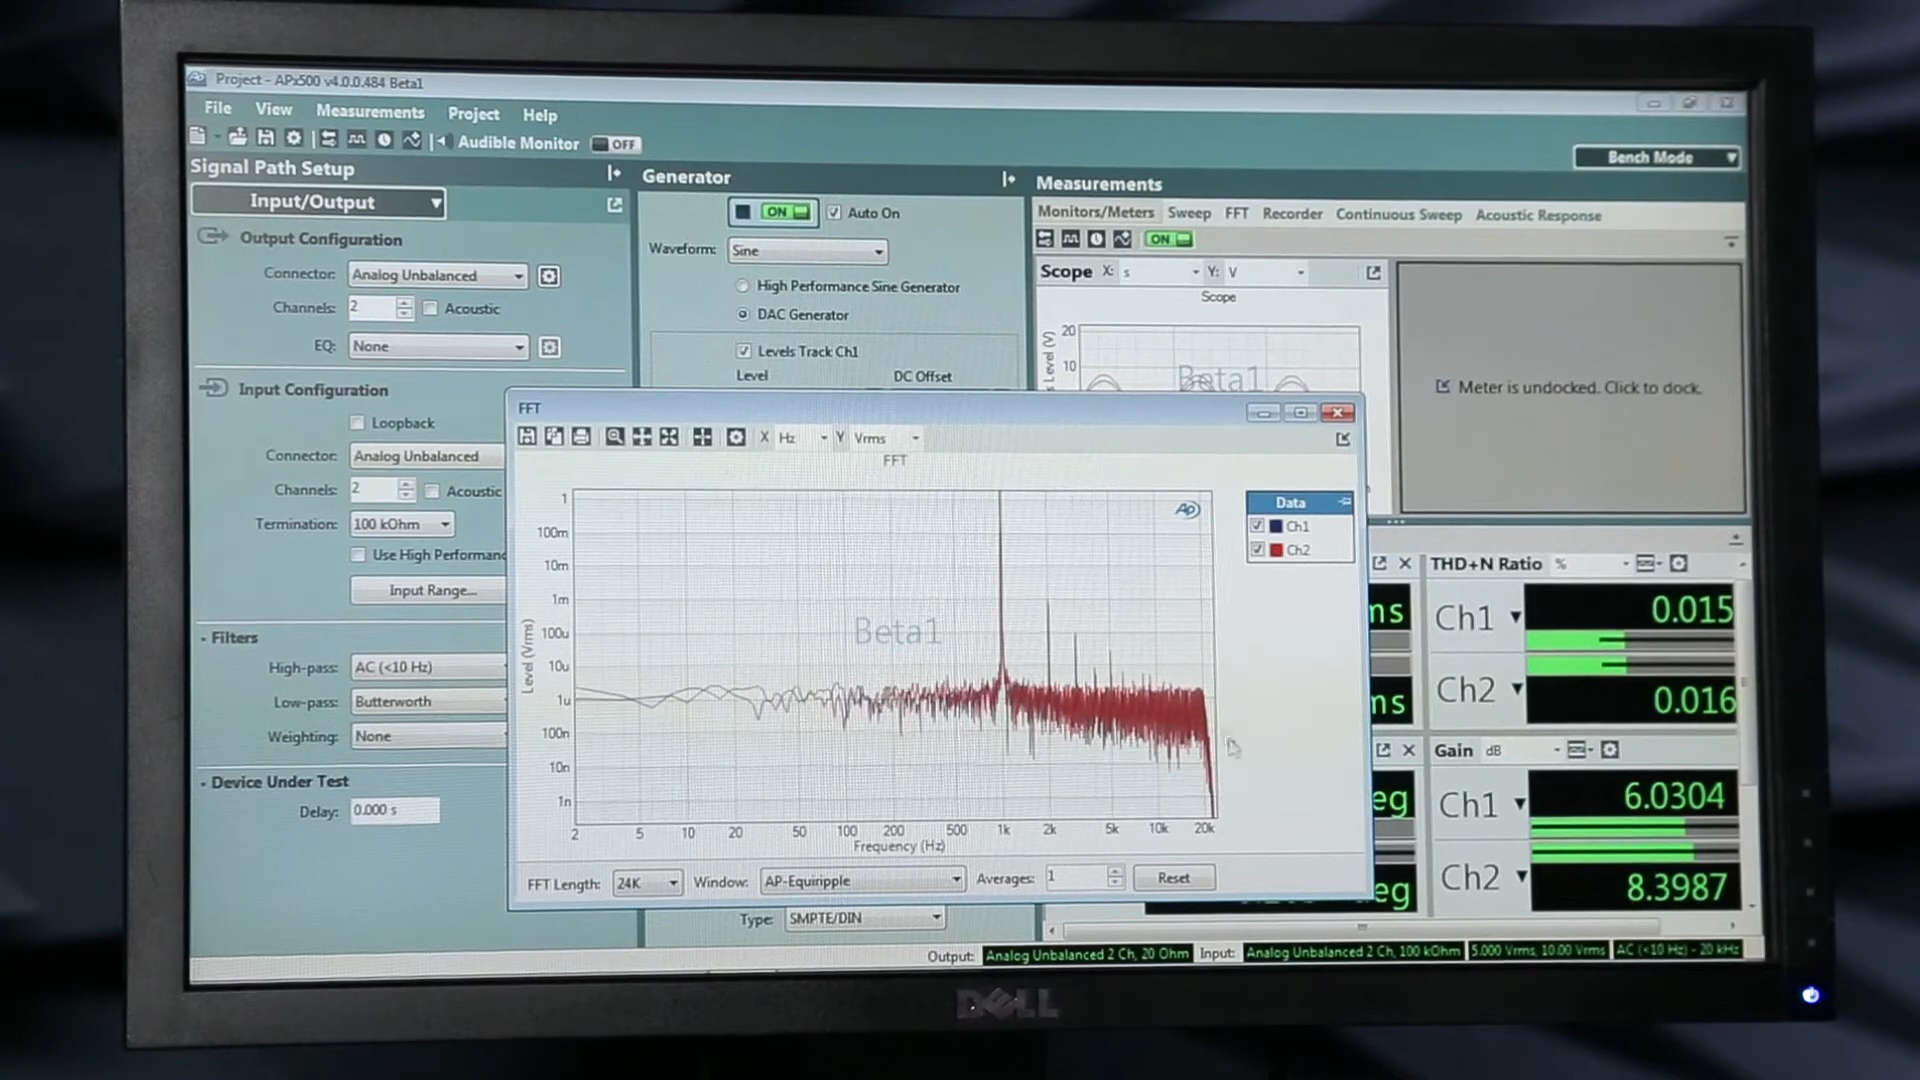 Project - APx500 v4.0.0.484 Beta1
File View Measurements Project Help
Audible Monitor OFF
Bench Mode
Signal Path Setup
Input/Output
Output Configuration
Connector: Analog Unbalanced
Channels: 2 Acoustic
EQ: None
Input Configuration
Loopback
Connector: Analog Unbalanced
Channels: 2 Acoustic
Termination: 100 kOhm
Use High Performanc
Input Range...
- Filters
High-pass: AC (<10 Hz)
Low-pass: Butterworth
Weighting: None
- Device Under Test
Delay: 0.000 s
Generator
ON Auto On
Waveform: Sine
High Performance Sine Generator
DAC Generator
Levels Track Ch1
Level DC Offset
Measurements
Monitors/Meters Sweep FFT Recorder Continuous Sweep Acoustic Response
ON
Scope X: s Y: V
Scope
20
10
Level (V)
Beta1
Meter is undocked. Click to dock.
FFT
X Hz Y Vrms
FFT
1
100m
10m
1m
100u
10u
1u
100n
10n
1n
Level (Vrms)
Beta1
AP
2 5 10 20 50 100 200 500 1k 2k 5k 10k 20k
Frequency (Hz)
Data
Ch1
Ch2
FFT Length: 24K Window: AP-Equiripple Averages: 1 Reset
Type: SMPTE/DIN
ms
ms
THD+N Ratio %
Ch1 0.015
Ch2 0.016
eg
eg
Gain dB
Ch1 6.0304
Ch2 8.3987
Output: Analog Unbalanced 2 Ch, 20 Ohm Input: Analog Unbalanced 2 Ch, 100 kOhm 5.000 Vrms, 10.00 Vrms AC (<10 Hz) - 20 kHz
DELL